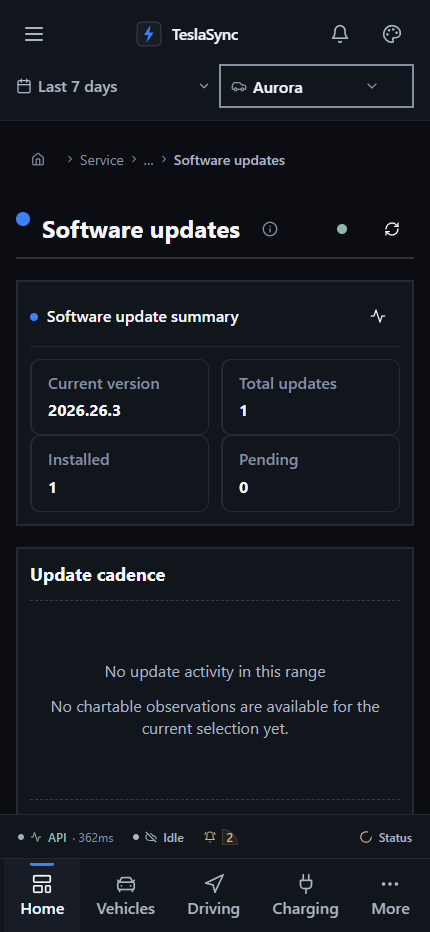 TeslaSync
Last 7 days
Aurora
Service
...
Software updates
Software updates
Software update summary
Current version
2026.26.3
Total updates
1
Installed
1
Pending
0
Update cadence
No update activity in this range
No chartable observations are available for the
current selection yet.
API · 362ms
Idle
2
Status
Home
Vehicles
Driving
Charging
More